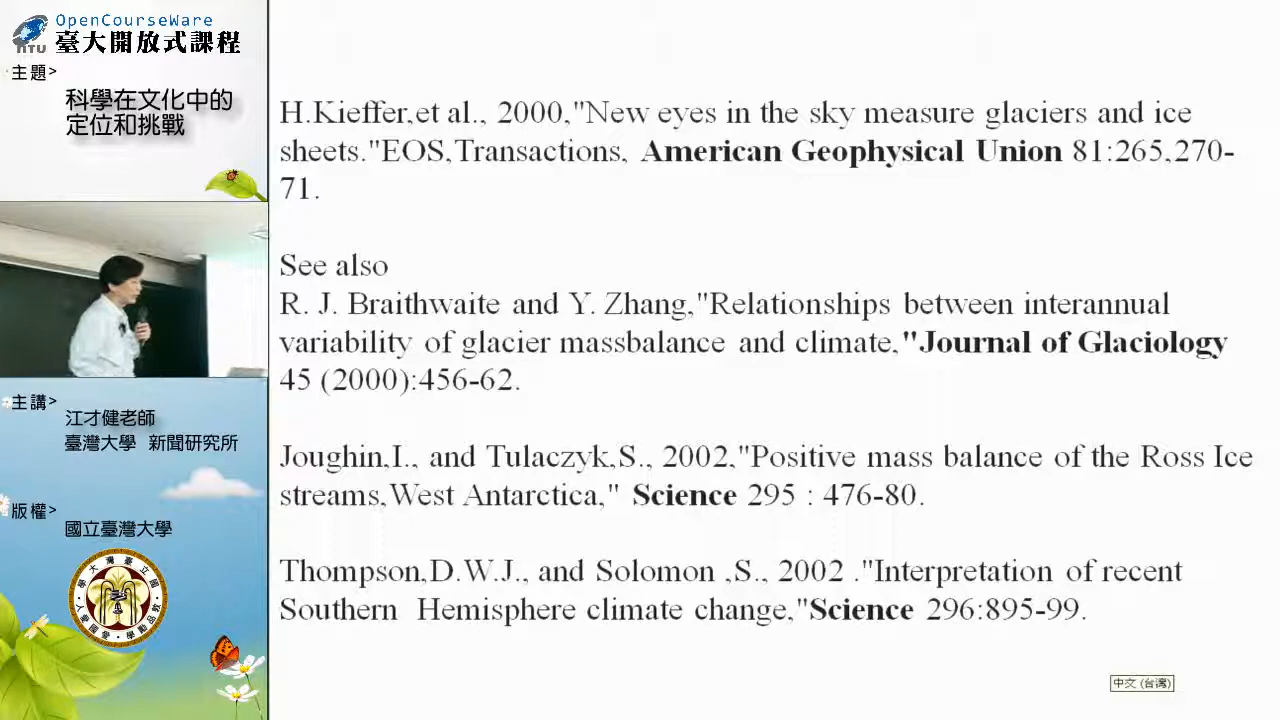 OpenCourseWare
NTU
臺大開放式課程
主題>
科學在文化中的
定位和挑戰
主講>
江才健老師
臺灣大學 新聞研究所
版權>
國立臺灣大學
H.Kieffer,et al., 2000,"New eyes in the sky measure glaciers and ice
sheets."EOS,Transactions, American Geophysical Union 81:265,270-
71.
See also
R. J. Braithwaite and Y. Zhang,"Relationships between interannual
variability of glacier massbalance and climate,"Journal of Glaciology
45 (2000):456-62.
Joughin,I., and Tulaczyk,S., 2002,"Positive mass balance of the Ross Ice
streams,West Antarctica," Science 295 : 476-80.
Thompson,D.W.J., and Solomon ,S., 2002 ."Interpretation of recent
Southern Hemisphere climate change,"Science 296:895-99.
中文 (台灣)